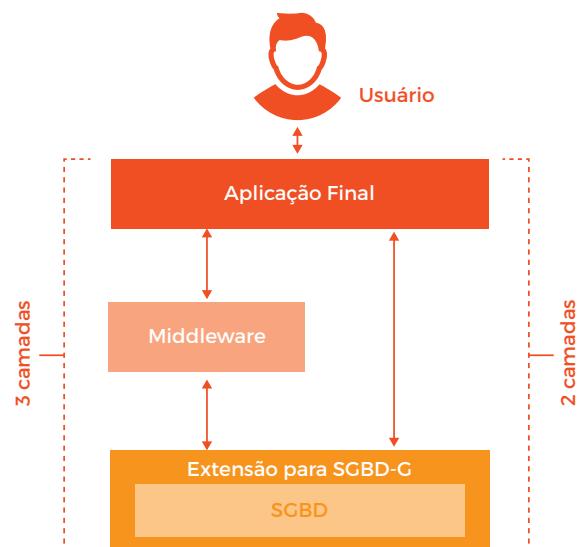 Usuário
Aplicação Final
3 camadas
2 camadas
Middleware
Extensão para SGBD-G
SGBD